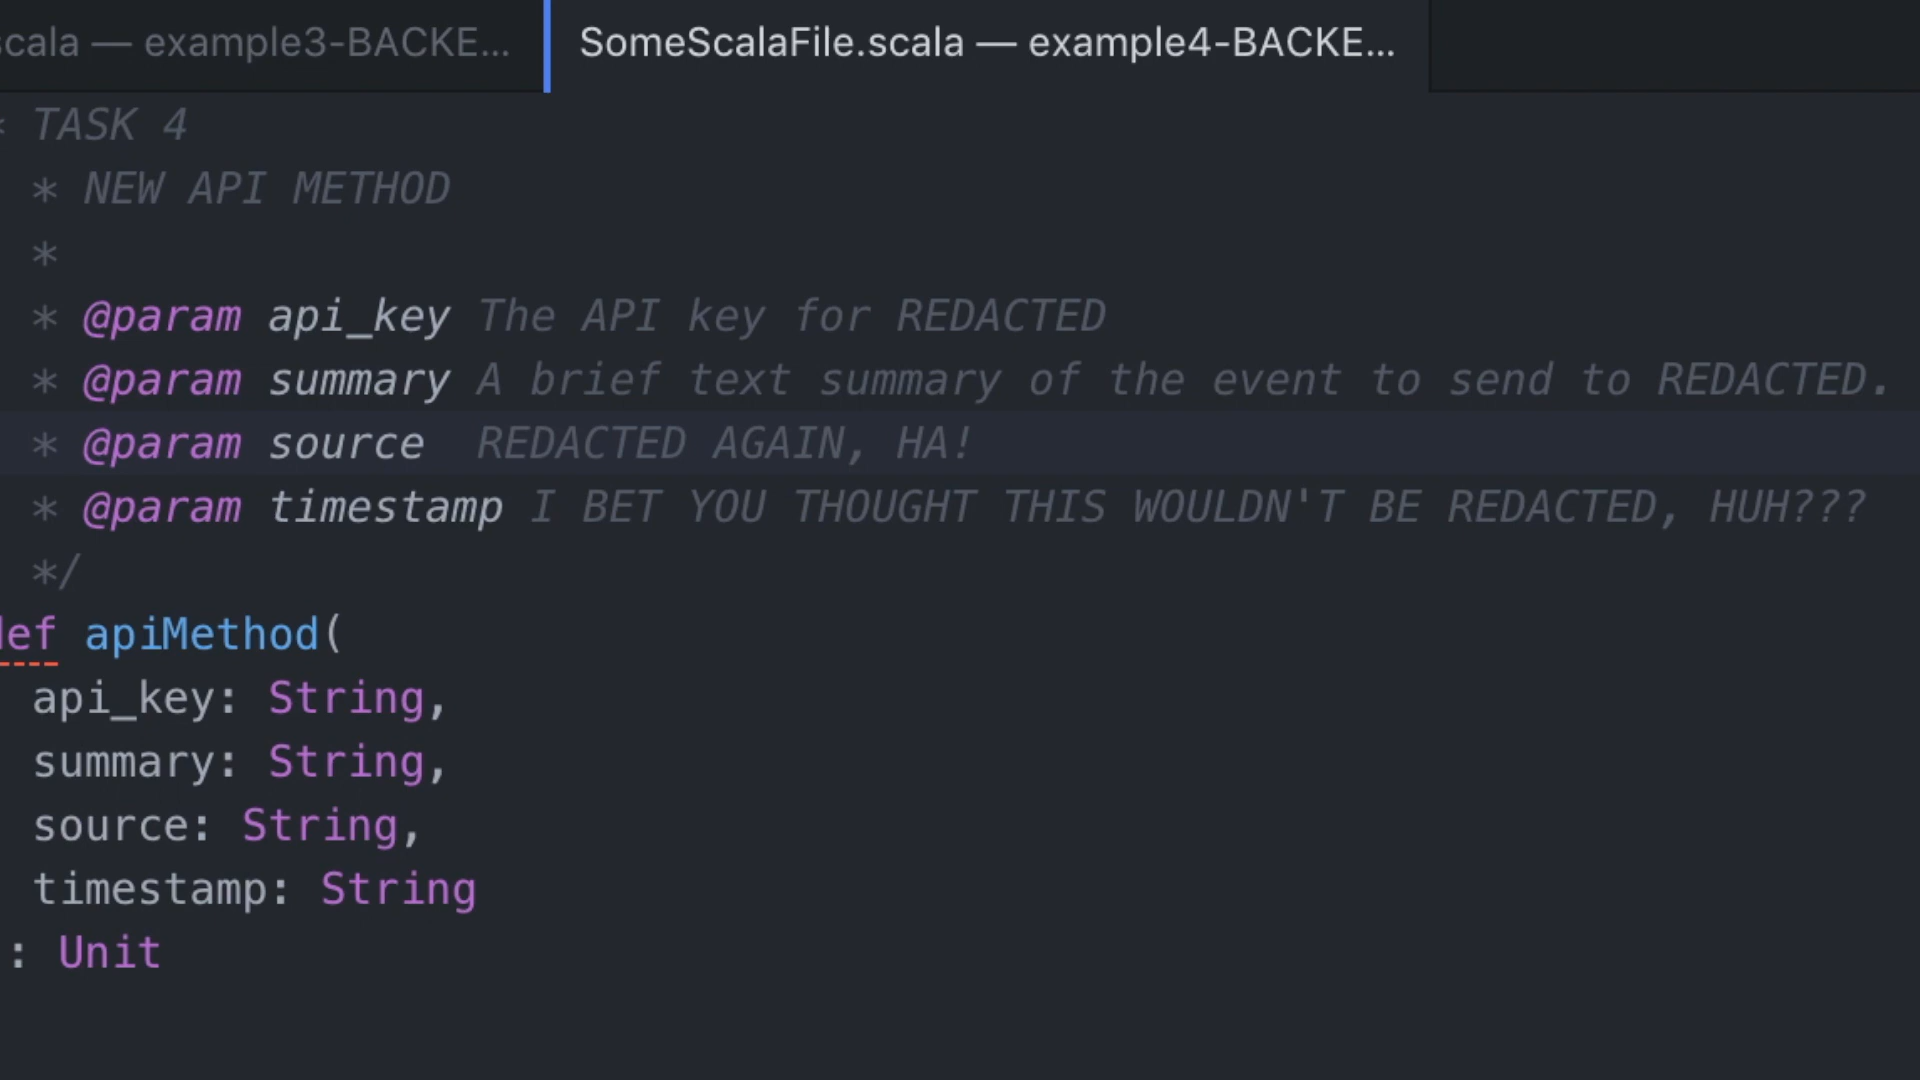 scala — example3-BACKE...
SomeScalaFile.scala — example4-BACKE...
* TASK 4
* NEW API METHOD
*
* @param api_key The API key for REDACTED
* @param summary A brief text summary of the event to send to REDACTED.
* @param source  REDACTED AGAIN, HA!
* @param timestamp I BET YOU THOUGHT THIS WOULDN'T BE REDACTED, HUH???
*/
def apiMethod(
api_key: String,
summary: String,
source: String,
timestamp: String
: Unit